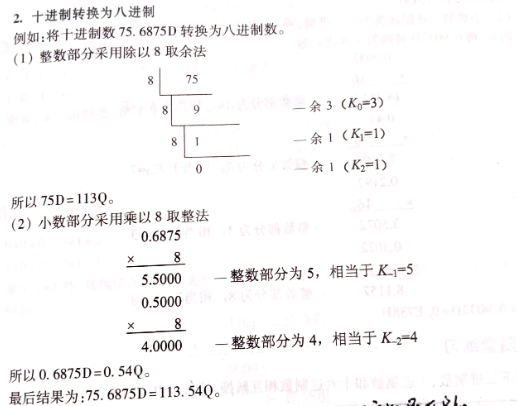 2. 十进制转换为八进制
例如:将十进制数 75.6875D 转换为八进制数。
(1) 整数部分采用除以 8 取余法
8 75
8 9 —余 3 (K₀=3)
8 1 —余 1 (K₁=1)
0 —余 1 (K₂=1)
所以 75D=113Q。
(2) 小数部分采用乘以 8 取整法
0.6875
× 8
5.5000 —整数部分为 5,相当于 K₋₁=5
0.5000
× 8
4.0000 —整数部分为 4,相当于 K₋₂=4
所以 0.6875D=0.54Q。
最后结果为:75.6875D=113.54Q。